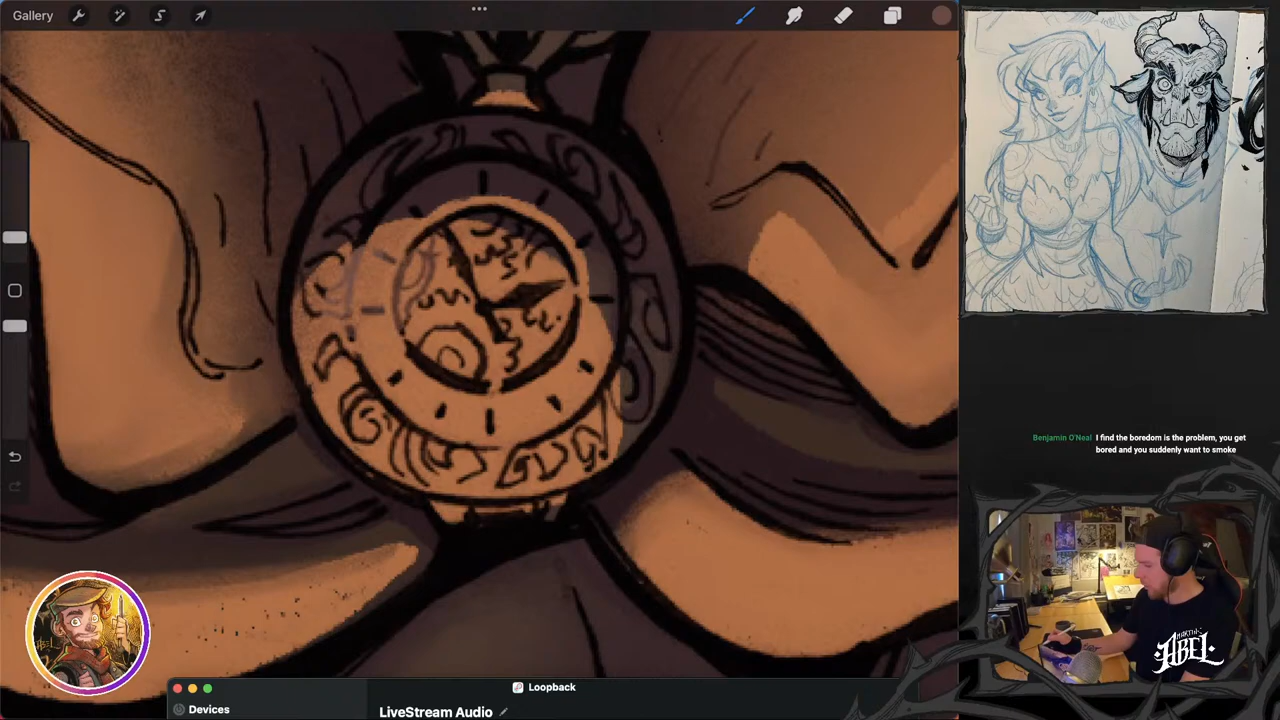 Gallery
Benjamin O'Neal I find the boredom is the problem, you get
bored and you suddenly want to smoke
MARTIN
ABEL
Loopback
Devices
LiveStream Audio